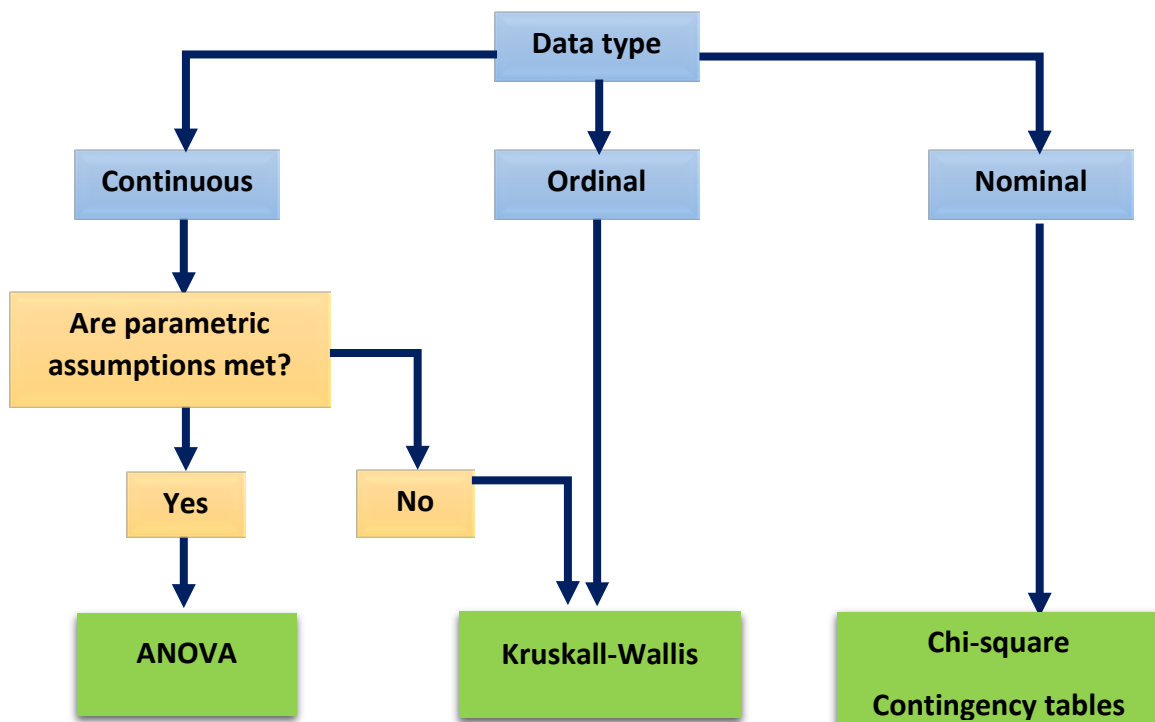 Data type
Continuous
Ordinal
Nominal
Are parametric
assumptions met?
Yes
No
ANOVA
Kruskall-Wallis
Chi-square
Contingency tables